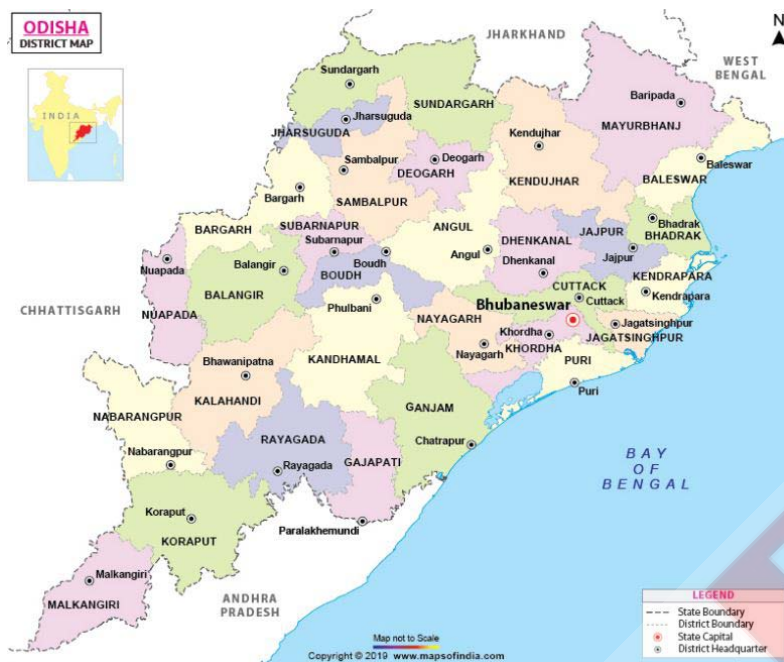 ODISHA
DISTRICT MAP
INDIA
JHARKHAND
N
WEST
BENGAL
Sundargarh
SUNDARGARH
Baripada
MAYURBHANJ
Jharsuguda
JHARSUGUDA
Kendujhar
KENDUJHAR
Sambalpur
SAMBALPUR
Deogarh
DEOGARH
Baleswar
BALESWAR
Bargarh
BARGARH
SUBARNAPUR
Subarnapur
ANGUL
Angul
DHENKANAL
Dhenkanal
JAJPUR
Jajpur
Bhadrak
BHADRAK
Nuapada
NUAPADA
Balangir
BALANGIR
Boudh
BOUDH
KENDRAPARA
Kendrapara
CUTTACK
Cuttack
Bhubaneswar
CHHATTISGARH
Phulbani
KANDHAMAL
NAYAGARH
Nayagarh
Khordha
KHORDHA
Jagatsinghpur
JAGATSINGHPUR
PURI
Puri
Bhawanipatna
KALAHANDI
NABARANGPUR
Nabarangpur
GANJAM
Chatrapur
RAYAGADA
Rayagada
GAJAPATI
BAY
OF
BENGAL
Koraput
KORAPUT
Paralakhemundi
Malkangiri
MALKANGIRI
ANDHRA
PRADESH
LEGEND
State Boundary
District Boundary
State Capital
District Headquarter
Map not to Scale
Copyright © 2019 www.mapsofindia.com